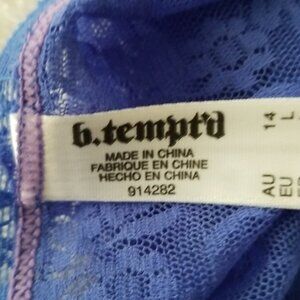 b.tempt'd
MADE IN CHINA
FABRIQUE EN CHINE
HECHO EN CHINA
914282
14 L
AU
EU